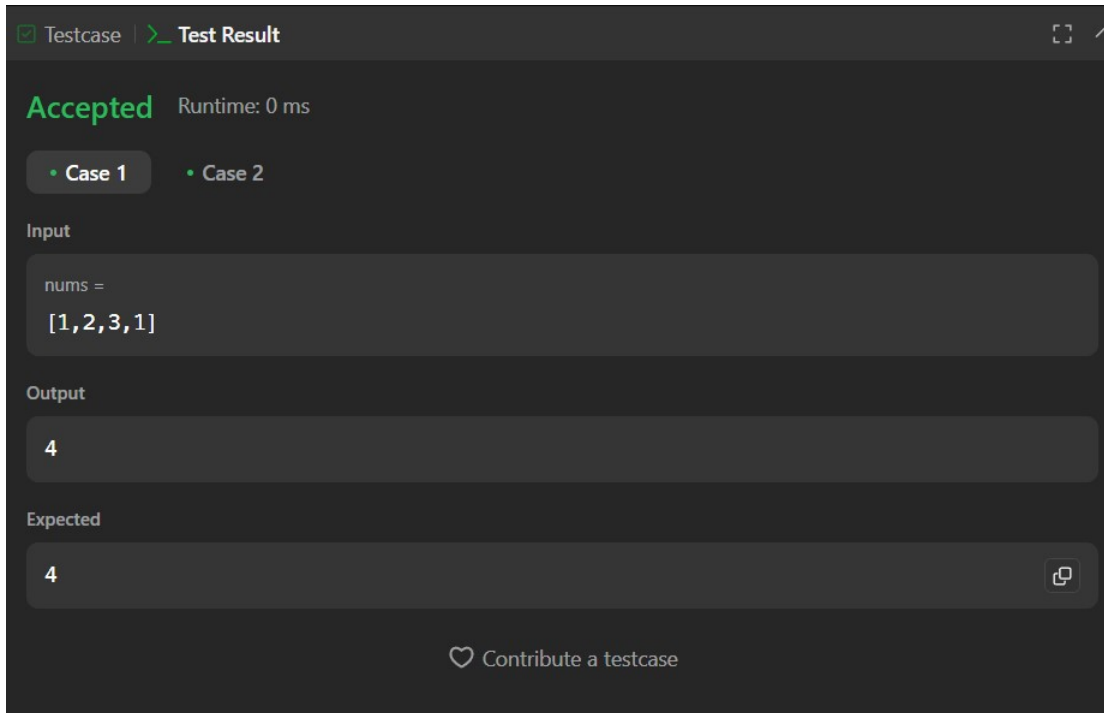 Testcase | >_ Test Result
Accepted Runtime: 0 ms
• Case 1 • Case 2
Input
nums =
[1,2,3,1]
Output
4
Expected
4
Contribute a testcase